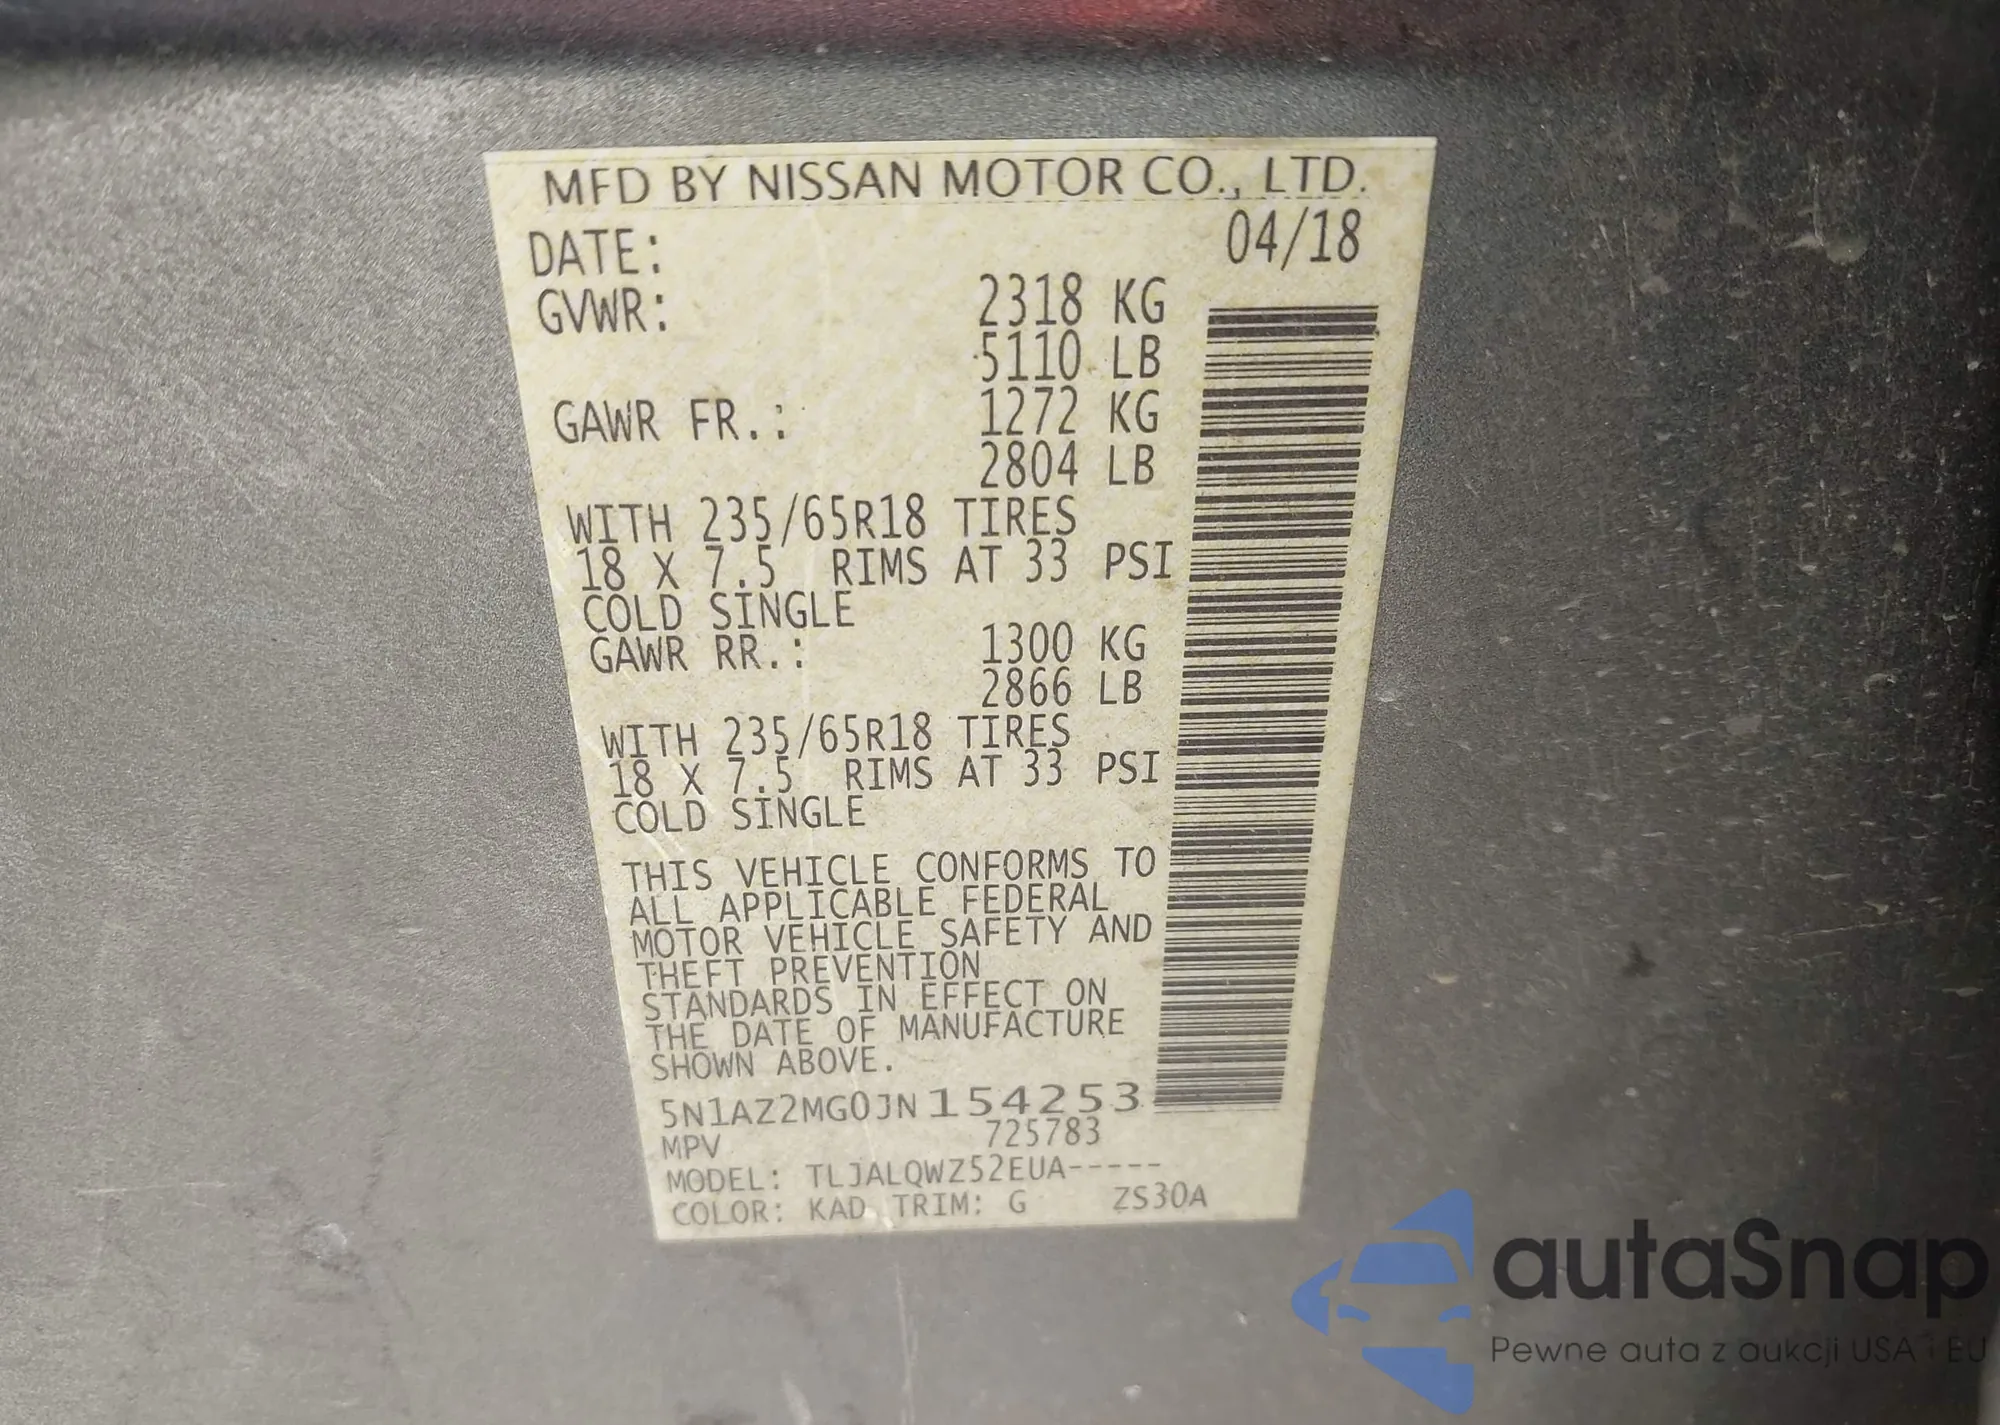 MFD BY NISSAN MOTOR CO., LTD.
DATE: 04/18
GVWR: 2318 KG
5110 LB
GAWR FR.: 1272 KG
2804 LB
WITH 235/65R18 TIRES
18 X 7.5 RIMS AT 33 PSI
COLD SINGLE
GAWR RR.: 1300 KG
2866 LB
WITH 235/65R18 TIRES
18 X 7.5 RIMS AT 33 PSI
COLD SINGLE
THIS VEHICLE CONFORMS TO
ALL APPLICABLE FEDERAL
MOTOR VEHICLE SAFETY AND
THEFT PREVENTION
STANDARDS IN EFFECT ON
THE DATE OF MANUFACTURE
SHOWN ABOVE.
5N1AZ2MG0JN154253
MPV 725783
MODEL: TLJALQWZ52EUA-----
COLOR: KAD TRIM: G ZS30A
autaSnap
Pewne auta z aukcji USA i EU